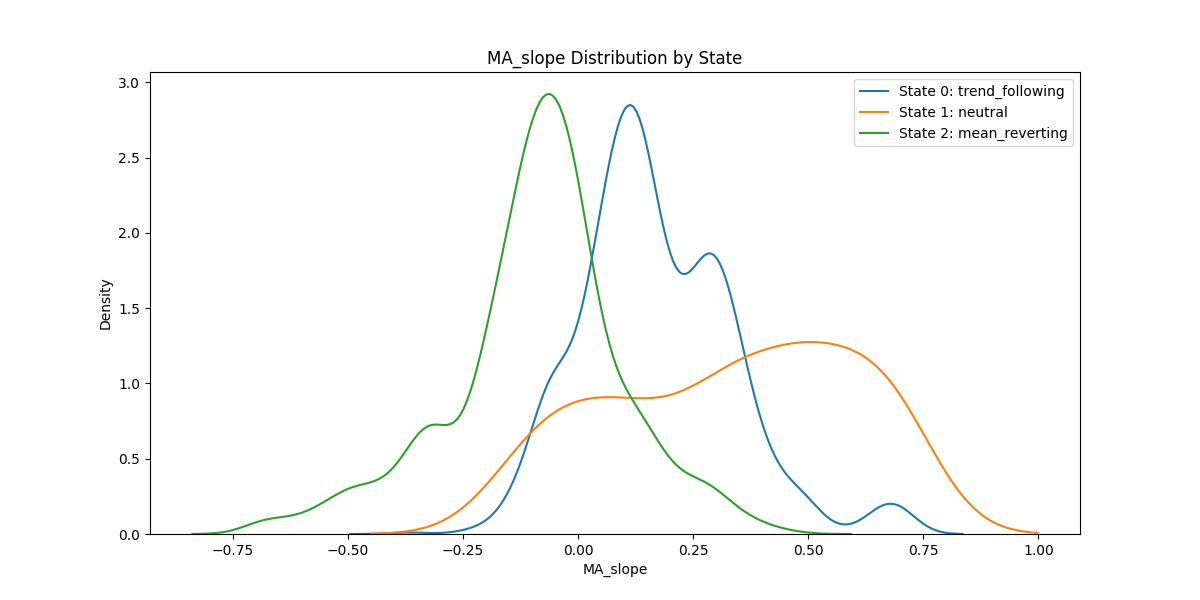 MA_slope Distribution by State
State 0: trend_following
State 1: neutral
State 2: mean_reverting
3.0
2.5
2.0
1.5
1.0
0.5
0.0
Density
−0.75 −0.50 −0.25 0.00 0.25 0.50 0.75 1.00
MA_slope